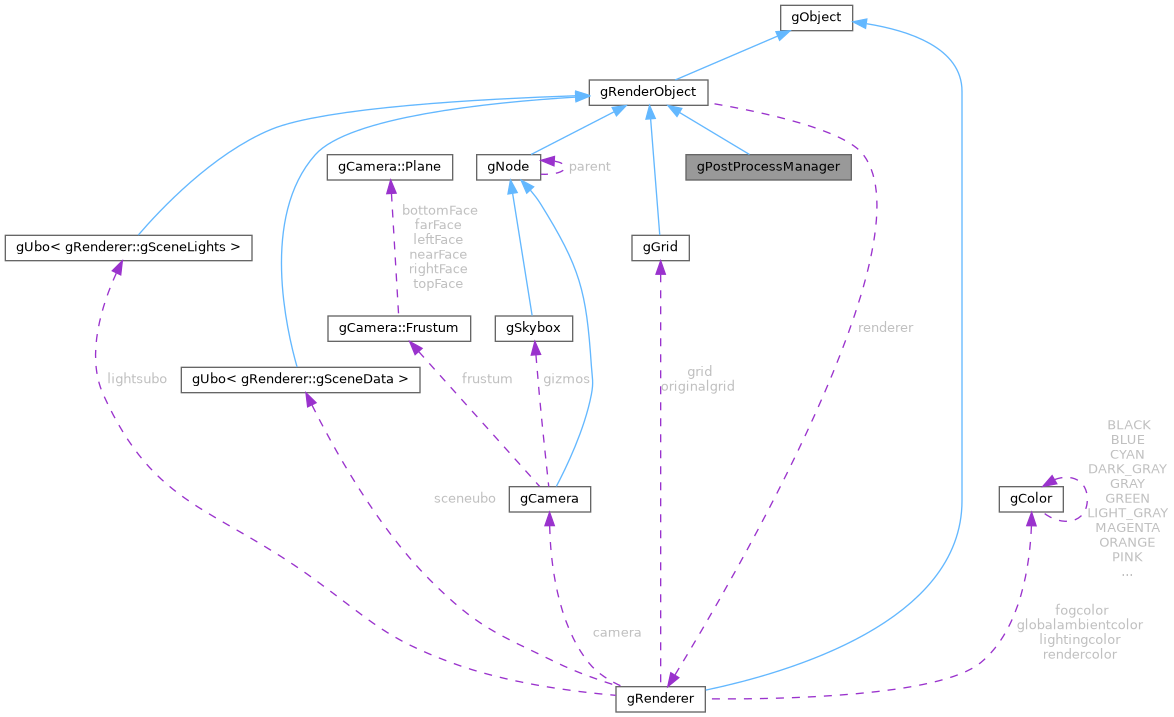 gObject
gRenderObject
gCamera::Plane
gNode
parent
gPostProcessManager
bottomFace
farFace
leftFace
nearFace
rightFace
topFace
gUbo< gRenderer::gSceneLights >
gGrid
gCamera::Frustum
gSkybox
renderer
lightsubo
gUbo< gRenderer::gSceneData >
frustum
gizmos
grid
originalgrid
BLACK
BLUE
CYAN
DARK_GRAY
GRAY
GREEN
LIGHT_GRAY
MAGENTA
ORANGE
PINK
...
sceneubo
gCamera
gColor
camera
fogcolor
globalambientcolor
lightingcolor
rendercolor
gRenderer